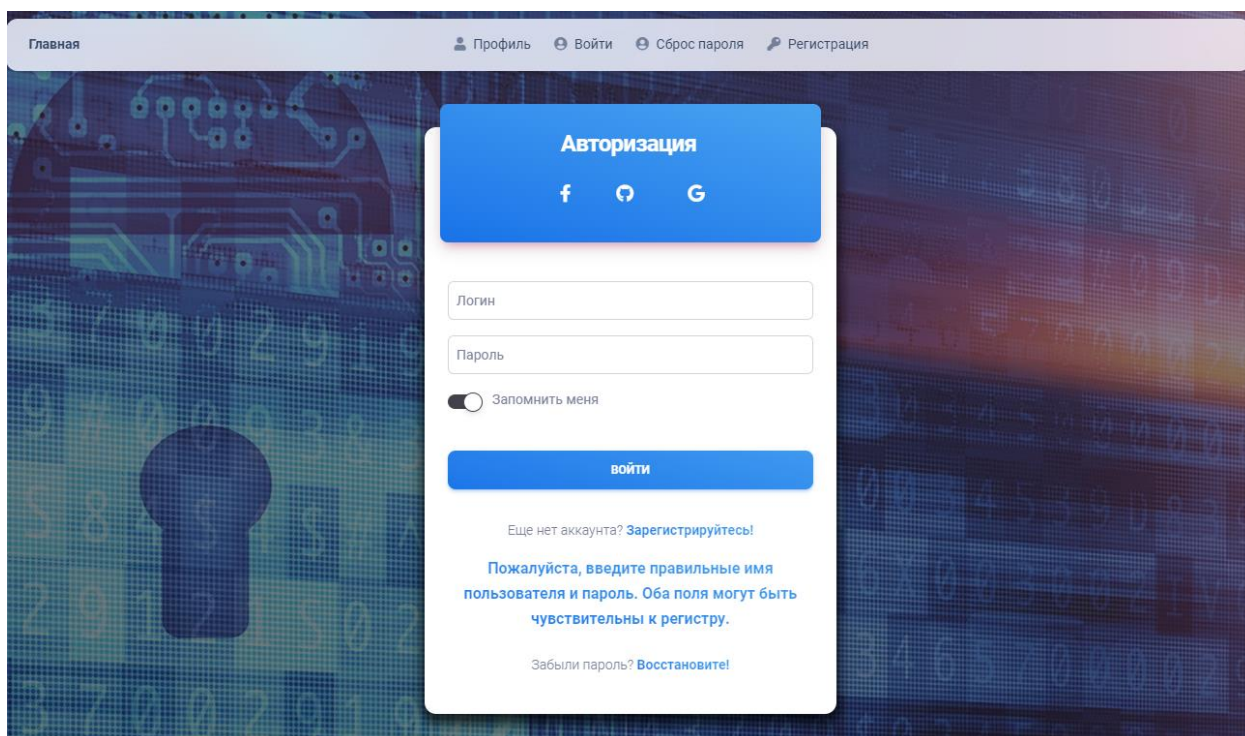 Главная
Профиль Войти Сброс пароля Регистрация
Авторизация
Логин
Пароль
Запомнить меня
ВОЙТИ
Еще нет аккаунта? Зарегистрируйтесь!
Пожалуйста, введите правильные имя
пользователя и пароль. Оба поля могут быть
чувствительны к регистру.
Забыли пароль? Восстановите!